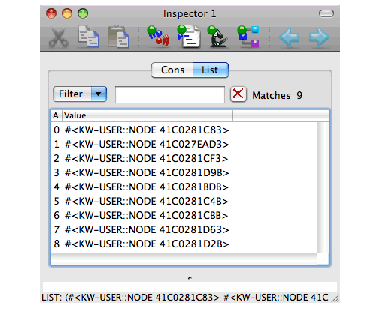 Inspector 1
Cons List
Filter Matches 9
A Value
0 #<KW-USER::NODE 41C0281C83>
1 #<KW-USER::NODE 41C027EAD3>
2 #<KW-USER::NODE 41C0281CF3>
3 #<KW-USER::NODE 41C0281D9B>
4 #<KW-USER::NODE 41C0281BDB>
5 #<KW-USER::NODE 41C0281C4B>
6 #<KW-USER::NODE 41C0281CBB>
7 #<KW-USER::NODE 41C0281D63>
8 #<KW-USER::NODE 41C0281D2B>
LIST: (#<KW-USER::NODE 41C0281C83> #<KW-USER::NODE 41C